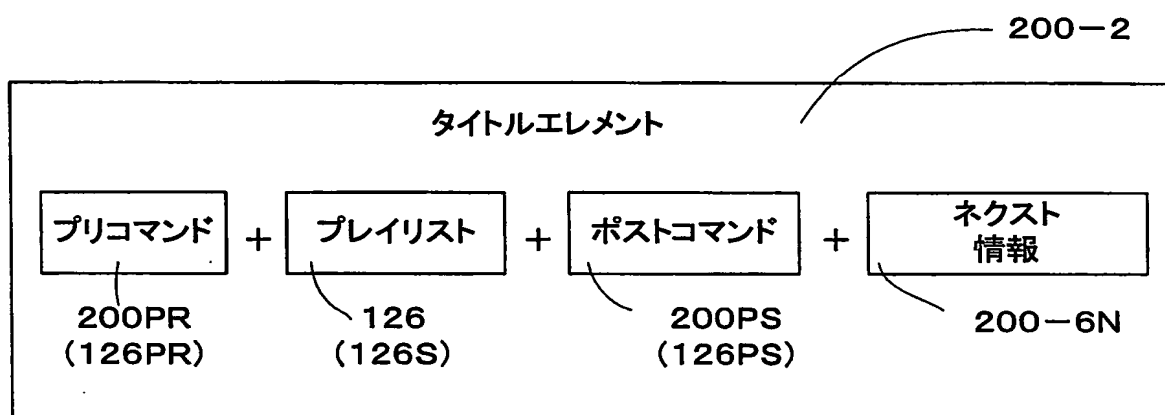 200-2
タイトルエレメント
プリコマンド + プレイリスト + ポストコマンド + ネクスト
情報
200PR 126 200PS 200-6N
(126PR) (126S) (126PS)